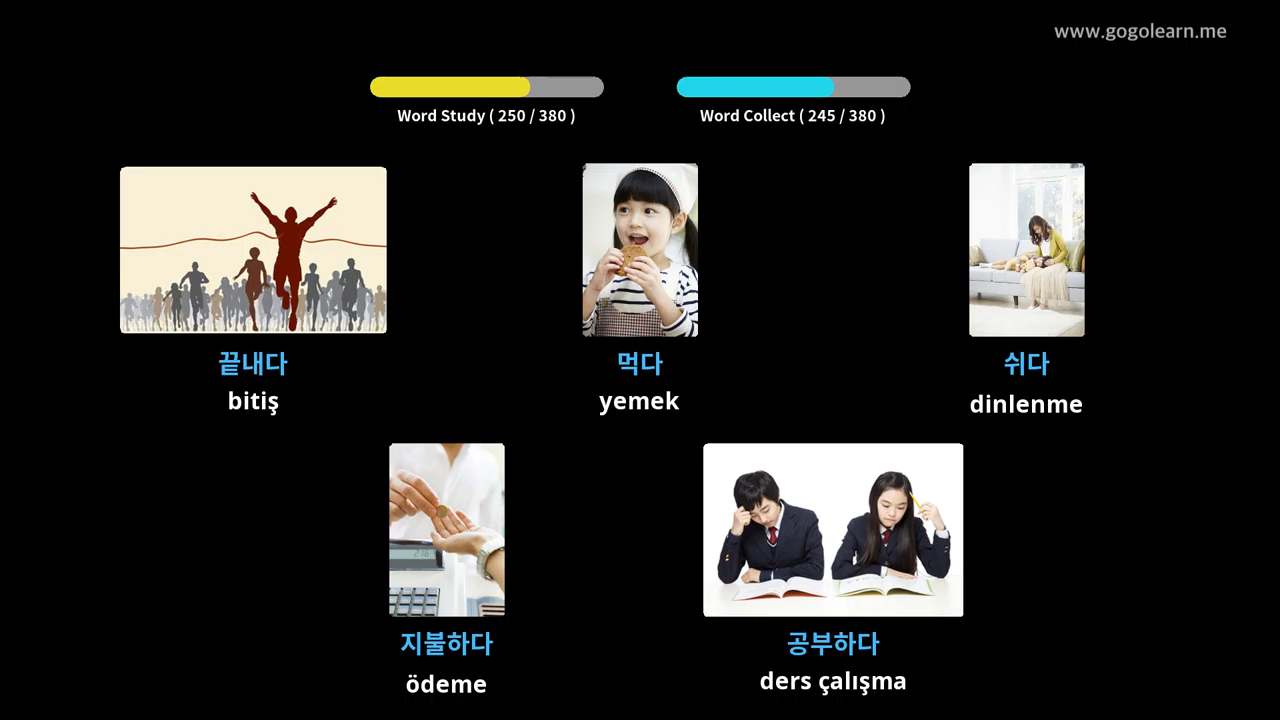 www.gogolearn.me
Word Study ( 250 / 380 )
Word Collect ( 245 / 380 )
끝내다
bitiş
먹다
yemek
쉬다
dinlenme
지불하다
ödeme
공부하다
ders çalışma